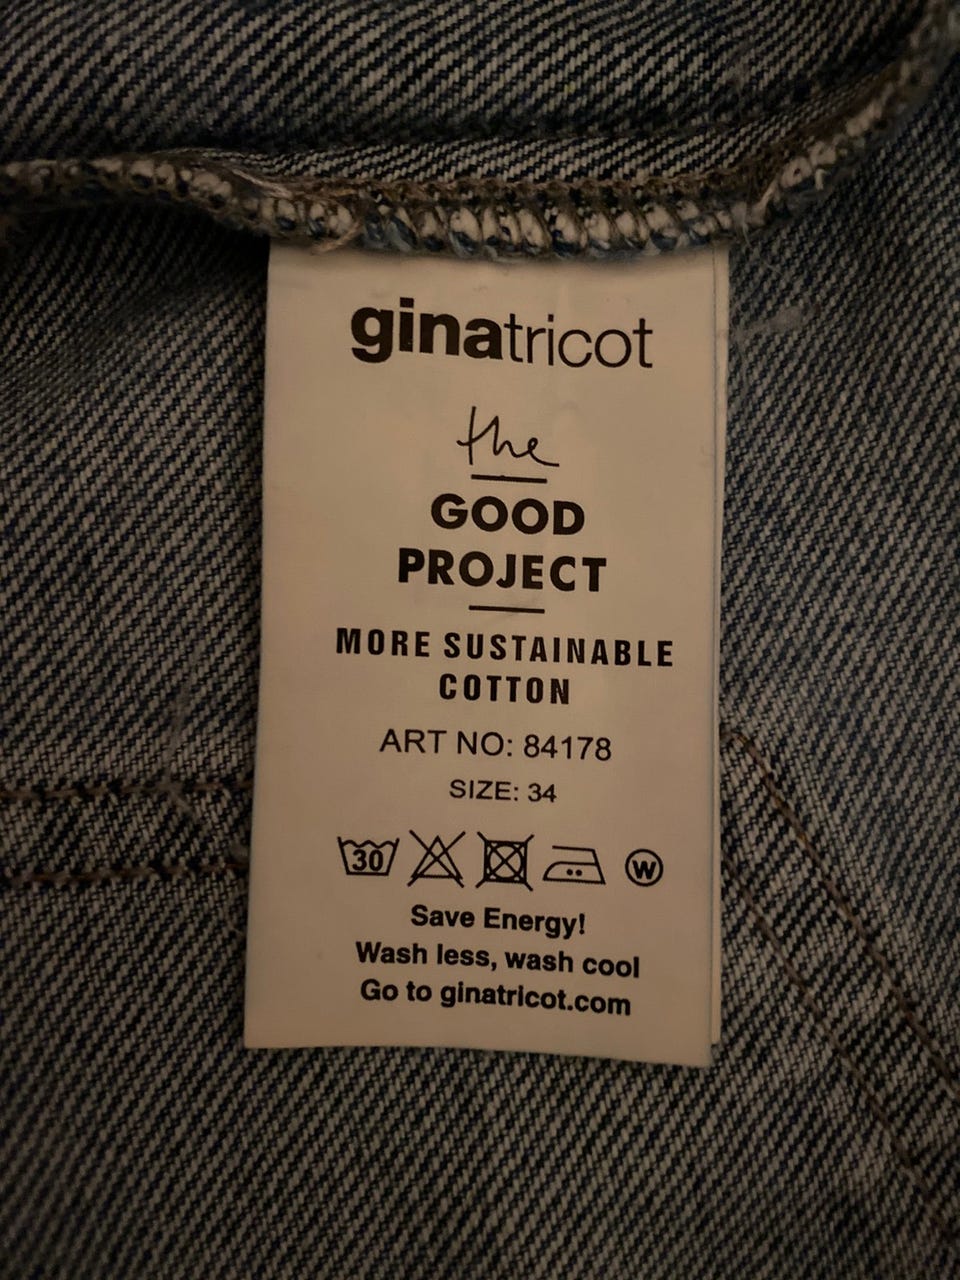 ginatricot
the
GOOD
PROJECT
MORE SUSTAINABLE
COTTON
ART NO: 84178
SIZE: 34
30 W
Save Energy!
Wash less, wash cool
Go to ginatricot.com